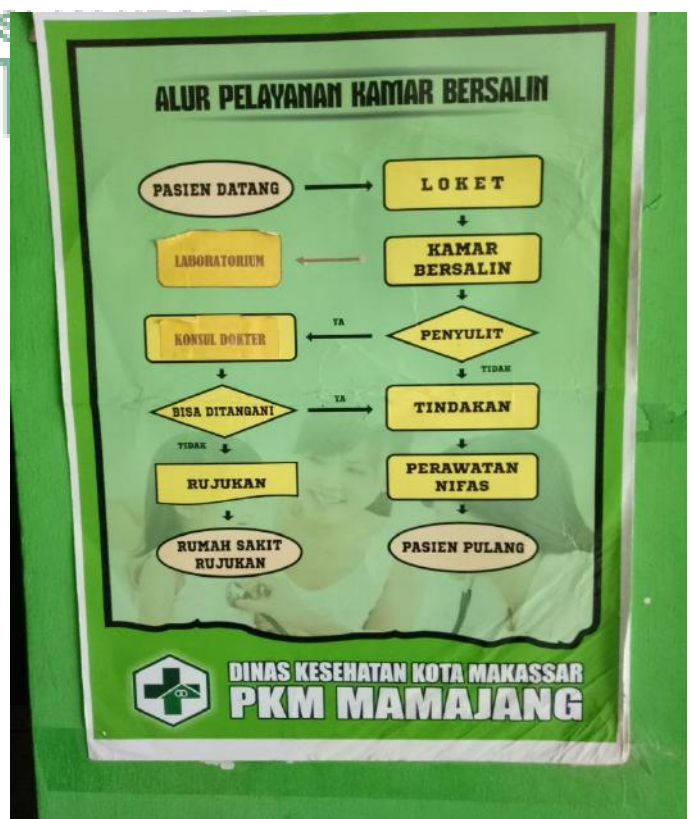 ALUR PELAYANAN KAMAR BERSALIN
PASIEN DATANG
LOKET
LABORATORIUM
KAMAR
BERSALIN
KONSUL DOKTER
YA
PENYULIT
TIDAK
BISA DITANGANI
YA
TINDAKAN
TIDAK
RUJUKAN
PERAWATAN
NIFAS
RUMAH SAKIT
RUJUKAN
PASIEN PULANG
DINAS KESEHATAN KOTA MAKASSAR
PKM MAMAJANG